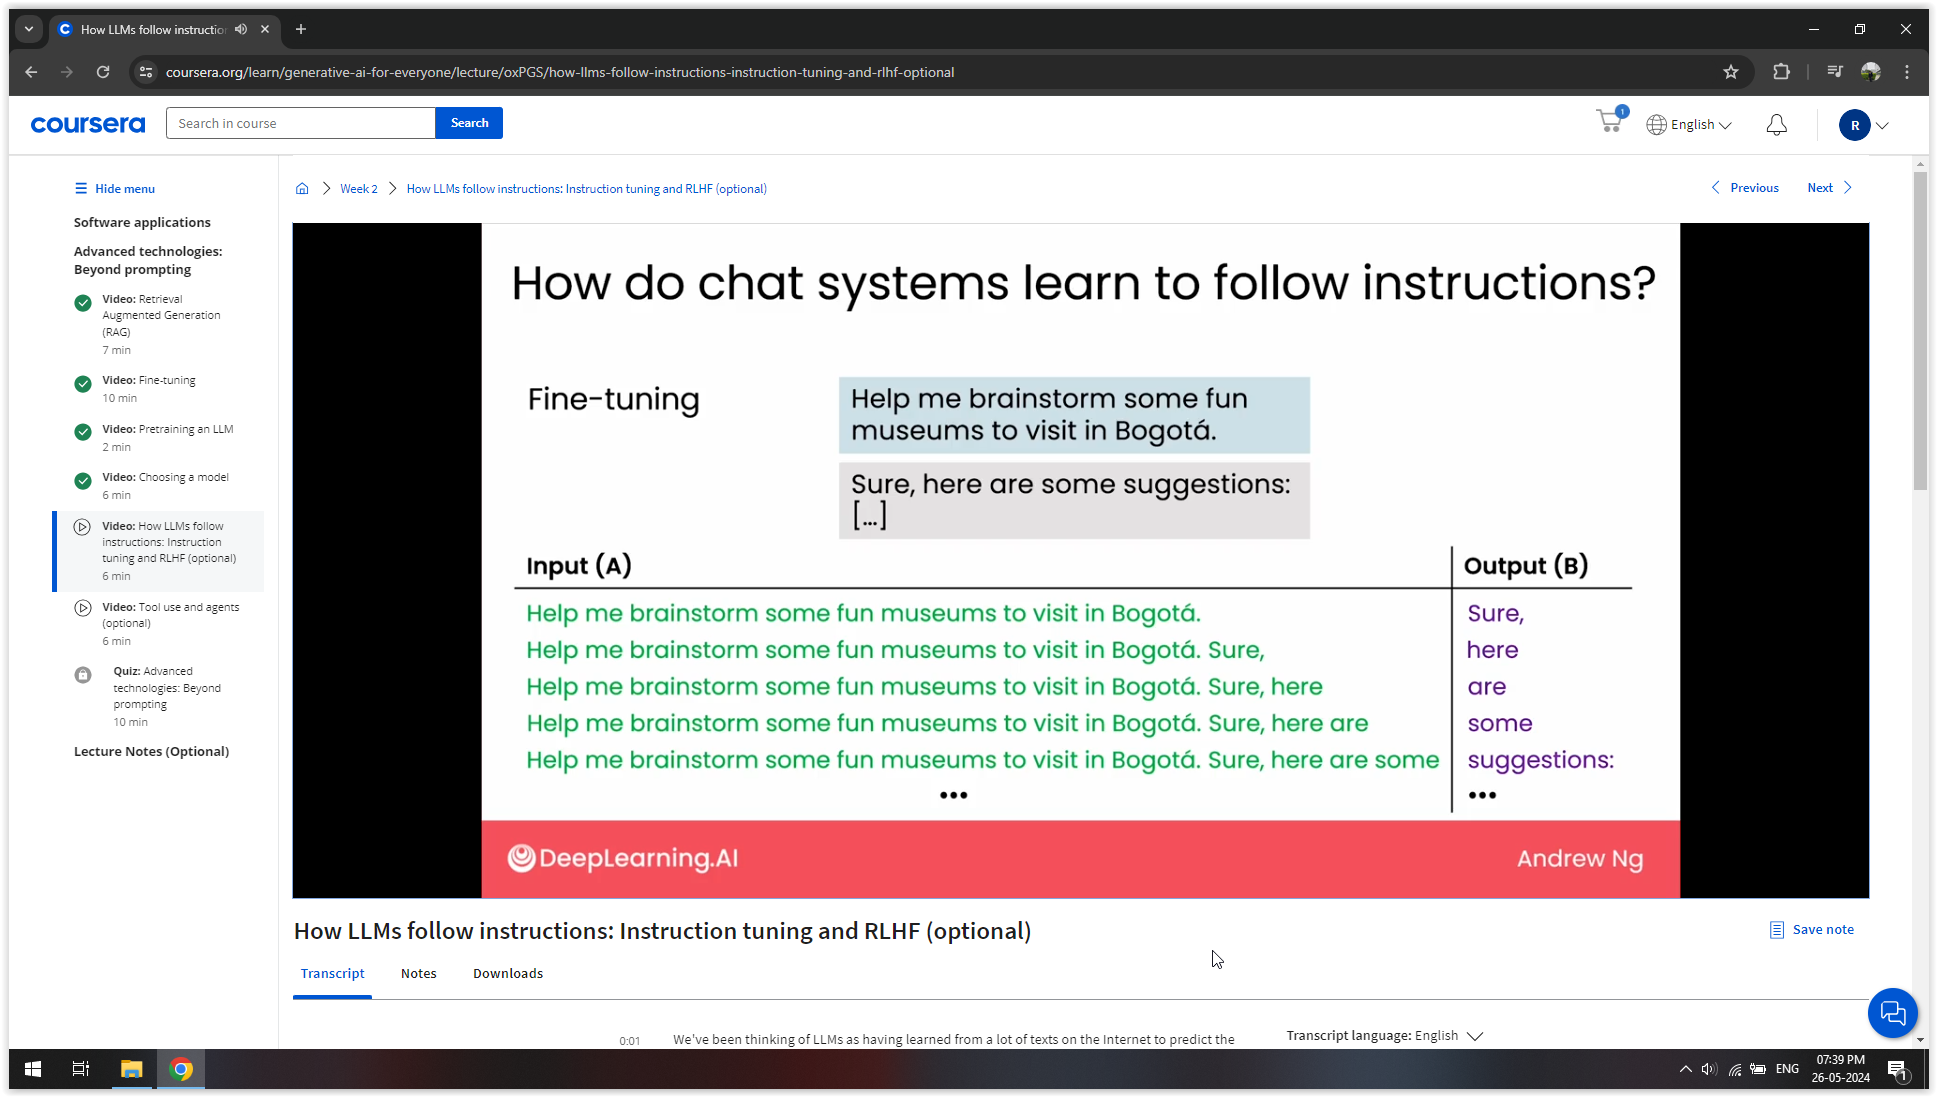 How LLMs follow instruction
coursera.org/learn/generative-ai-for-everyone/lecture/oxPGS/how-llms-follow-instructions-instruction-tuning-and-rlhf-optional
coursera
Search in course
Search
1
English
R
Hide menu
Software applications
Advanced technologies:
Beyond prompting
Video: Retrieval
Augmented Generation
(RAG)
7 min
Video: Fine-tuning
10 min
Video: Pretraining an LLM
2 min
Video: Choosing a model
6 min
Video: How LLMs follow
instructions: Instruction
tuning and RLHF (optional)
6 min
Video: Tool use and agents
(optional)
6 min
Quiz: Advanced
technologies: Beyond
prompting
10 min
Lecture Notes (Optional)
Week 2
How LLMs follow instructions: Instruction tuning and RLHF (optional)
Previous
Next
How do chat systems learn to follow instructions?
Fine-tuning
Help me brainstorm some fun
museums to visit in Bogotá.
Sure, here are some suggestions:
[...]
Input (A) Output (B)
Help me brainstorm some fun museums to visit in Bogotá. Sure,
Help me brainstorm some fun museums to visit in Bogotá. Sure, here
Help me brainstorm some fun museums to visit in Bogotá. Sure, here are
Help me brainstorm some fun museums to visit in Bogotá. Sure, here are some
Help me brainstorm some fun museums to visit in Bogotá. Sure, here are some suggestions:
••• •••
DeepLearning.AI
Andrew Ng
How LLMs follow instructions: Instruction tuning and RLHF (optional)
Save note
Transcript
Notes
Downloads
0:01
We've been thinking of LLMs as having learned from a lot of texts on the Internet to predict the
Transcript language: English
ENG
07:39 PM
26-05-2024
1